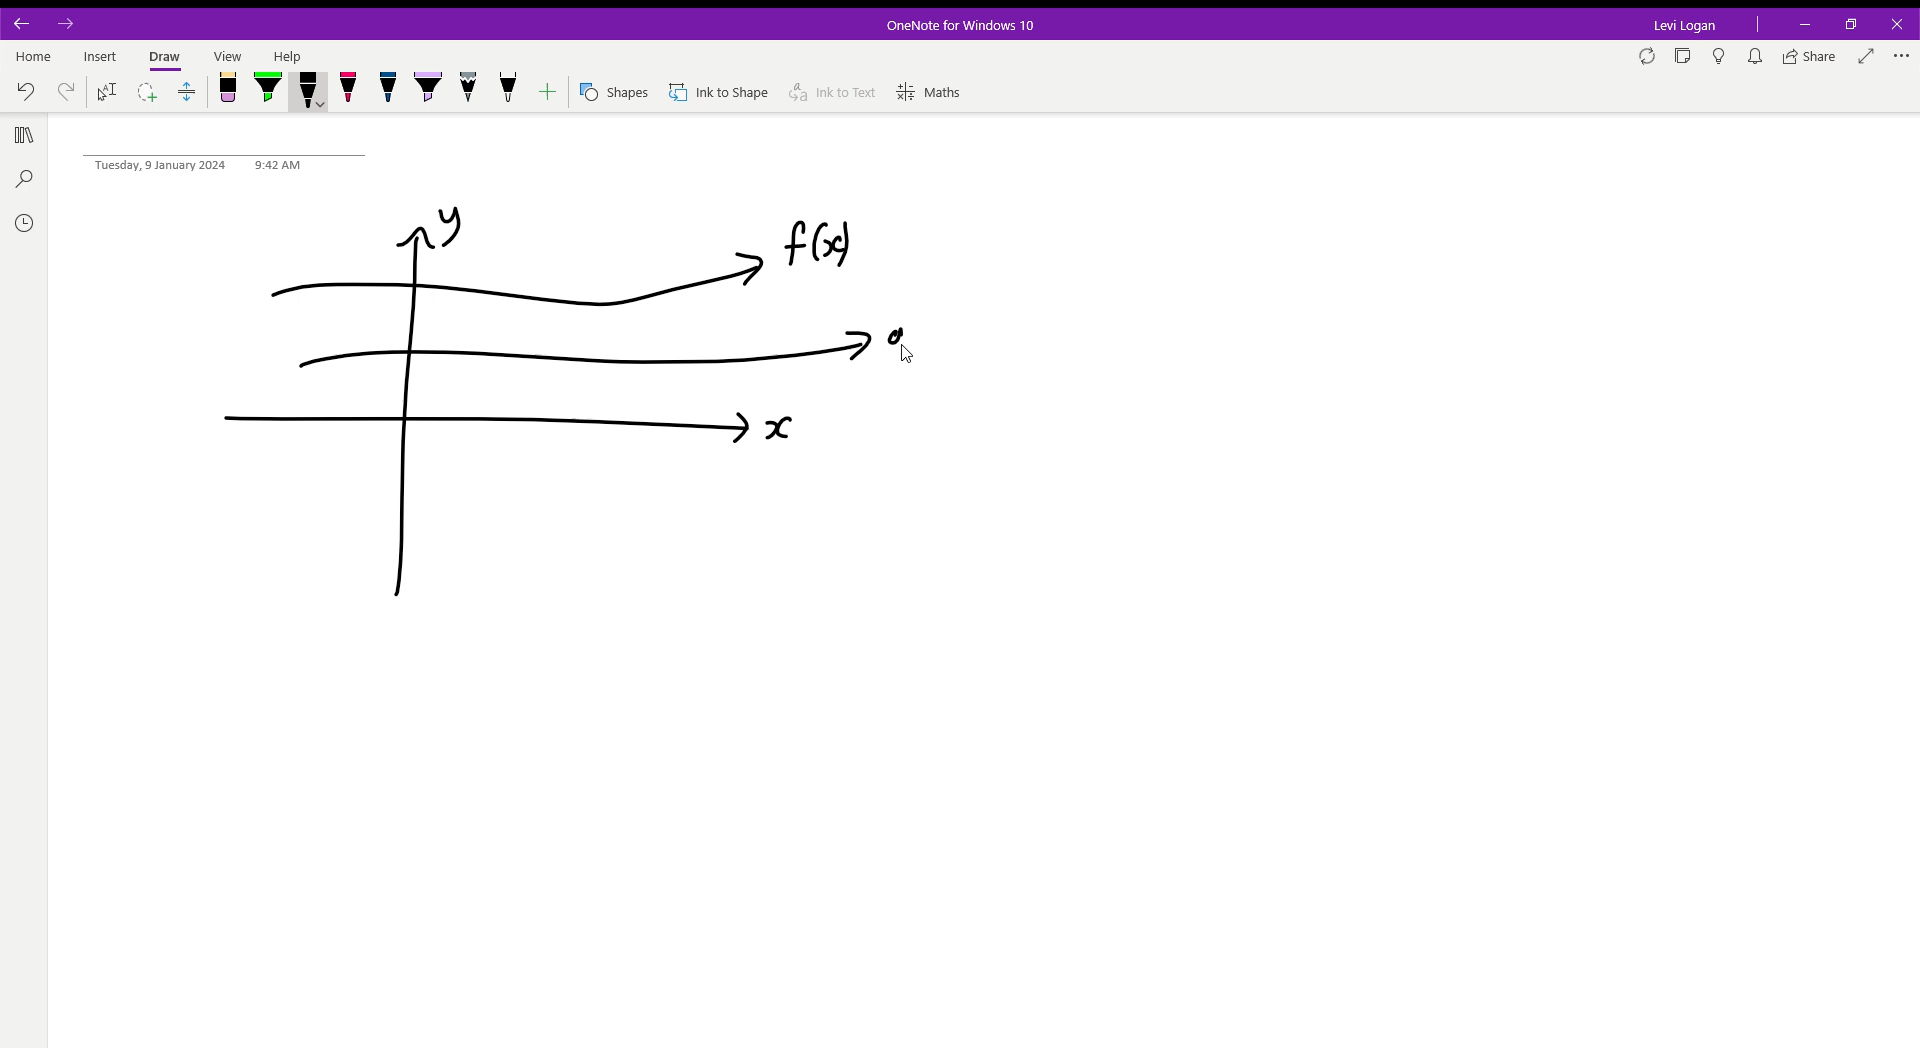 OneNote for Windows 10
Levi Logan
Home Insert Draw View Help
Share
Shapes Ink to Shape Ink to Text Maths
Tuesday, 9 January 2024 9:42 AM
y
f(x)
x